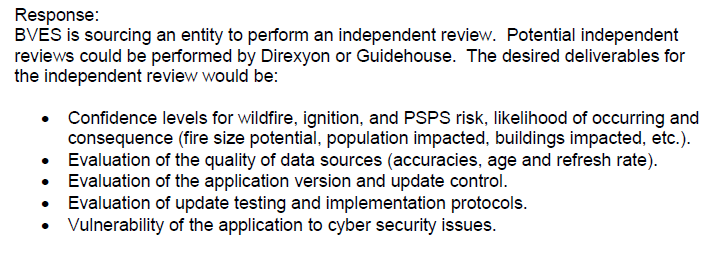 Response:
BVES is sourcing an entity to perform an independent review.  Potential independent
reviews could be performed by Direxyon or Guidehouse.  The desired deliverables for
the independent review would be:
• Confidence levels for wildfire, ignition, and PSPS risk, likelihood of occurring and
consequence (fire size potential, population impacted, buildings impacted, etc.).
• Evaluation of the quality of data sources (accuracies, age and refresh rate).
• Evaluation of the application version and update control.
• Evaluation of update testing and implementation protocols.
• Vulnerability of the application to cyber security issues.